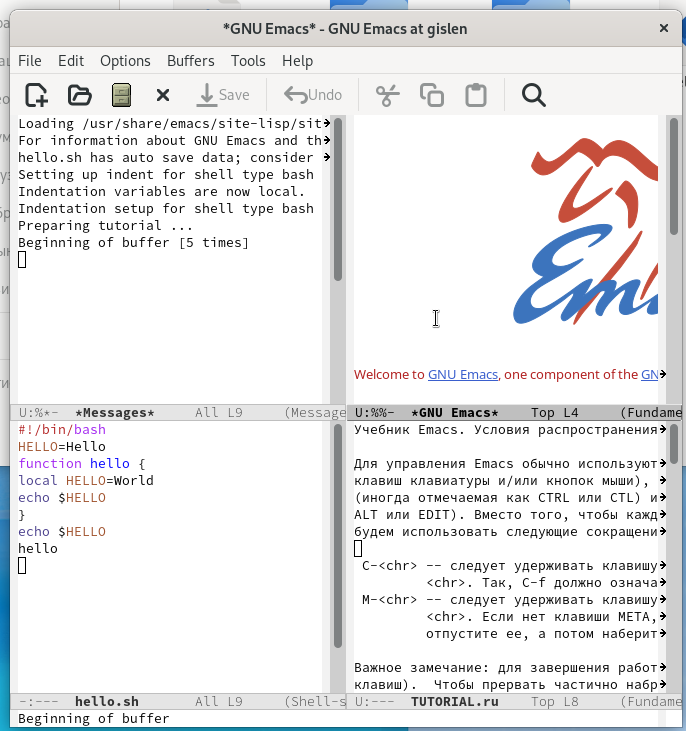 *GNU Emacs* - GNU Emacs at gislen
File Edit Options Buffers Tools Help
Save Undo
Loading /usr/share/emacs/site-lisp/sit
For information about GNU Emacs and th
hello.sh has auto save data; consider
Setting up indent for shell type bash
Indentation variables are now local.
Indentation setup for shell type bash
Preparing tutorial ...
Beginning of buffer [5 times]
U:%*- *Messages* All L9 (Message
Welcome to GNU Emacs, one component of the GN
U:%%- *GNU Emacs* Top L4 (Fundame
#!/bin/bash
HELLO=Hello
function hello {
local HELLO=World
echo $HELLO
}
echo $HELLO
hello
-:--- hello.sh All L9 (Shell-s
Учебник Emacs. Условия распространения
Для управления Emacs обычно используют
клавиш клавиатуры и/или кнопок мыши),
(иногда отмечаемая как CTRL или CTL) и
ALT или EDIT). Вместо того, чтобы кажд
будем использовать следующие сокращени
C-<chr> -- следует удерживать клавишу
<chr>. Так, C-f должно означа
M-<chr> -- следует удерживать клавишу
<chr>. Если нет клавиши META,
отпустите ее, а потом наберит
Важное замечание: для завершения работ
клавиш). Чтобы прервать частично набр
U:--- TUTORIAL.ru Top L8 (Fundame
Beginning of buffer